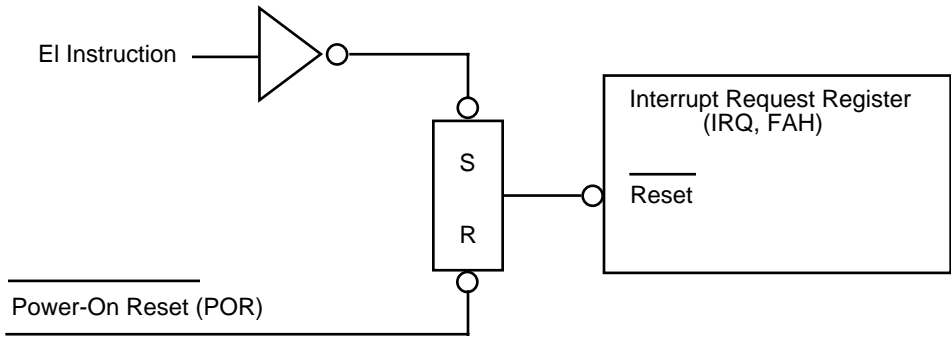 EI Instruction
Interrupt Request Register
(IRQ, FAH)
S
Reset
R
Power-On Reset (POR)